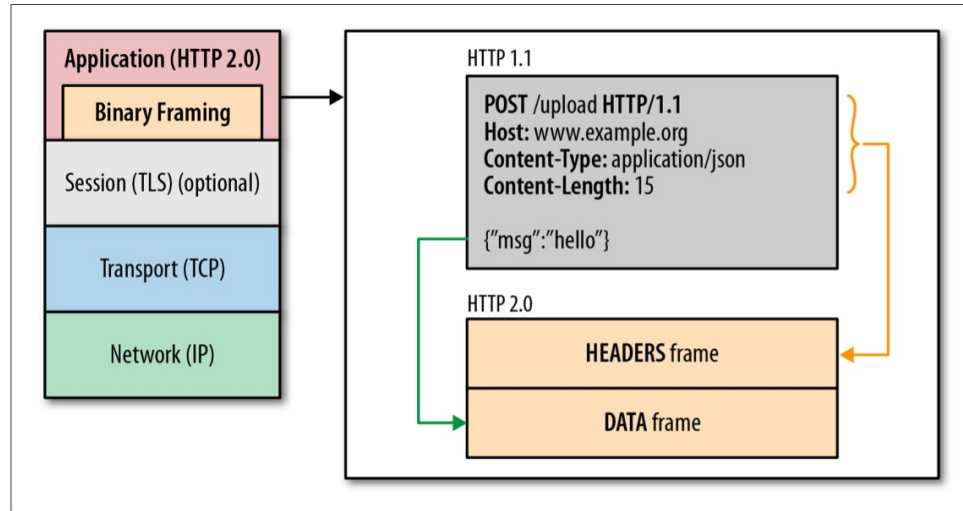 Application (HTTP 2.0)
Binary Framing
Session (TLS) (optional)
Transport (TCP)
Network (IP)
HTTP 1.1
POST /upload HTTP/1.1
Host: www.example.org
Content-Type: application/json
Content-Length: 15
{”msg”:”hello”}
HTTP 2.0
HEADERS frame
DATA frame